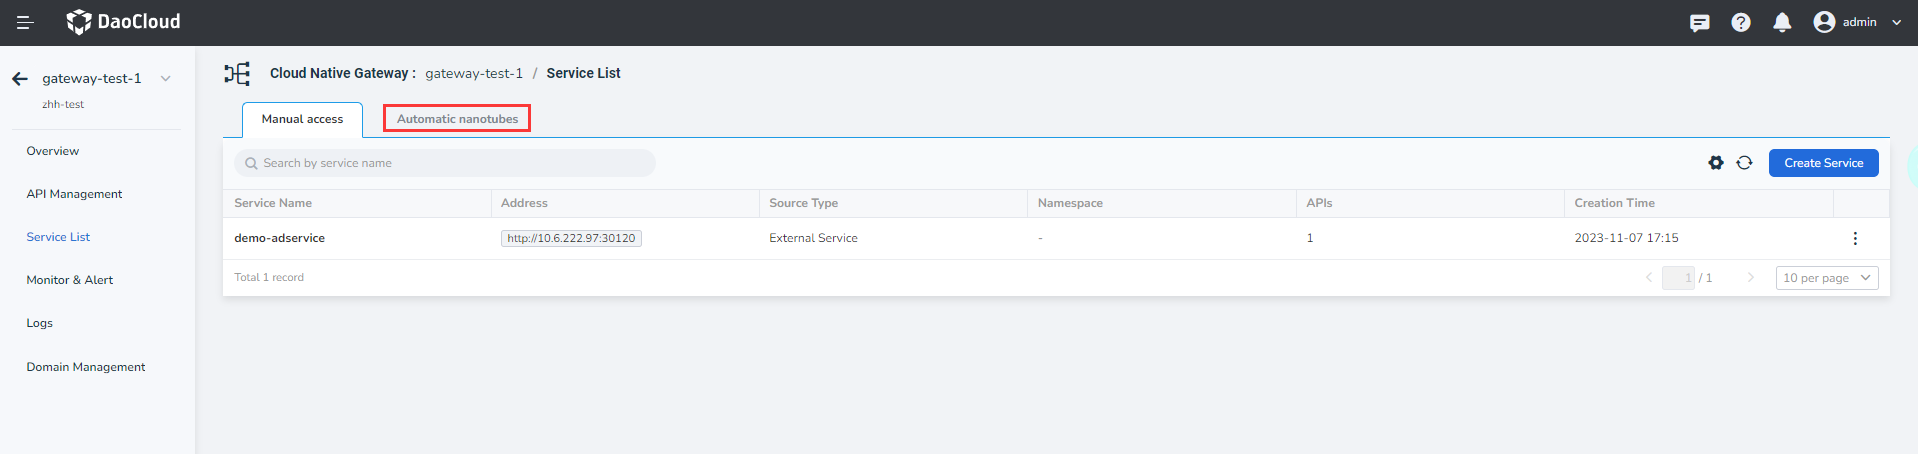 DaoCloud
admin
gateway-test-1
zhh-test
Overview
API Management
Service List
Monitor & Alert
Logs
Domain Management
Cloud Native Gateway : gateway-test-1 / Service List
Manual access
Automatic nanotubes
Search by service name
Create Service
Service Name Address Source Type Namespace APIs Creation Time
demo-adservice http://10.6.222.97:30120 External Service - 1 2023-11-07 17:15
Total 1 record
1 / 1
10 per page